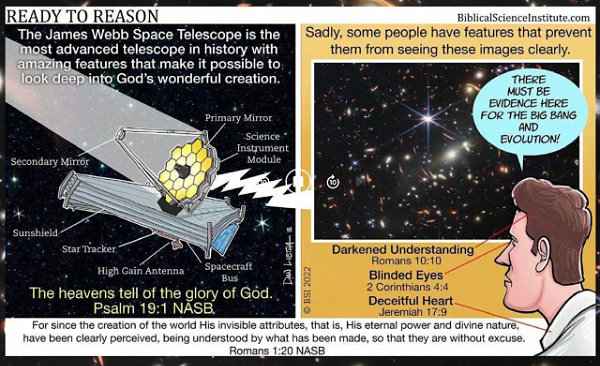 READY TO REASON
BiblicalScienceInstitute.com
The James Webb Space Telescope is the
most advanced telescope in history with
amazing features that make it possible to
look deep into God's wonderful creation.
Primary Mirror
Science
Instrument
Module
Secondary Mirror
Sunshield
Star Tracker
High Gain Antenna
Spacecraft
Bus
The heavens tell of the glory of God.
Psalm 19:1 NASB
© BSI 2022
Sadly, some people have features that prevent
them from seeing these images clearly.
THERE
MUST BE
EVIDENCE HERE
FOR THE BIG BANG
AND
EVOLUTION!
10
Darkened Understanding
Romans 10:10
Blinded Eyes
2 Corinthians 4:4
Deceitful Heart
Jeremiah 17:9
For since the creation of the world His invisible attributes, that is, His eternal power and divine nature,
have been clearly perceived, being understood by what has been made, so that they are without excuse.
Romans 1:20 NASB